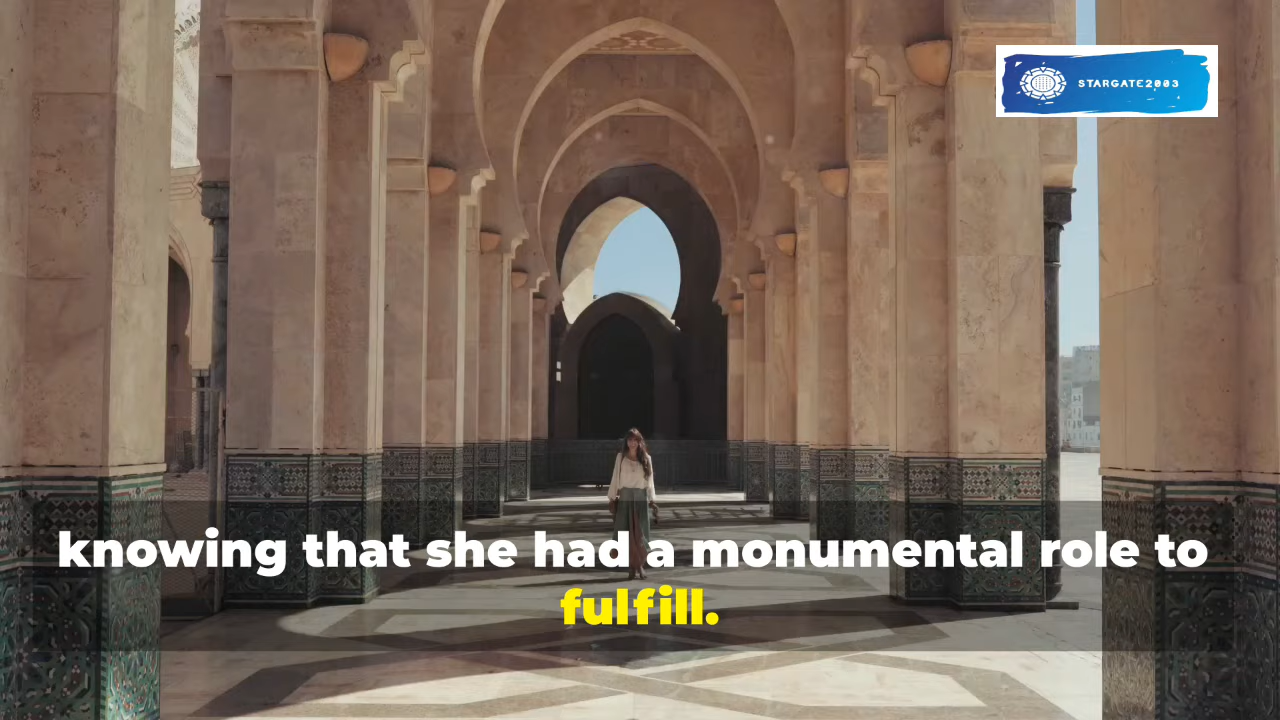 STARGATE2003
knowing that she had a monumental role to
fulfill.